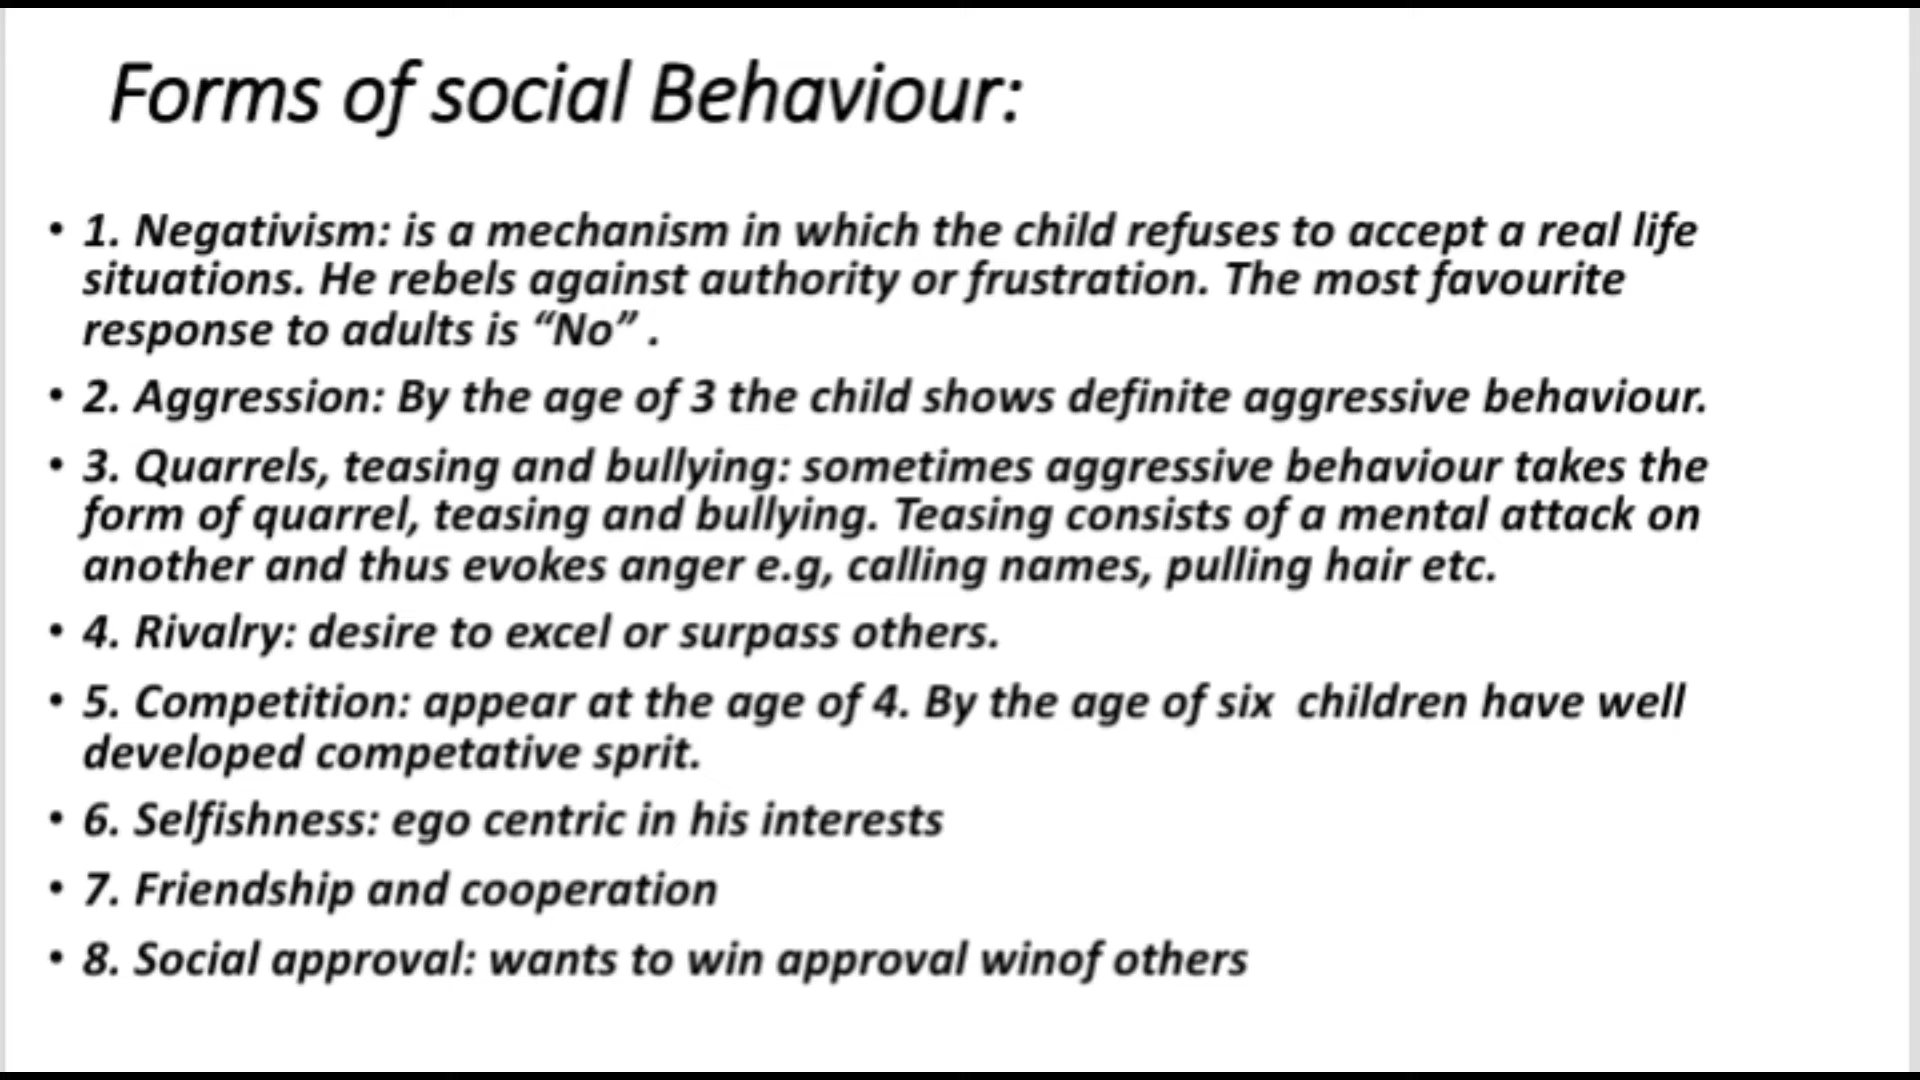 Forms of social Behaviour:
• 1. Negativism: is a mechanism in which the child refuses to accept a real life
situations. He rebels against authority or frustration. The most favourite
response to adults is “No” .
• 2. Aggression: By the age of 3 the child shows definite aggressive behaviour.
• 3. Quarrels, teasing and bullying: sometimes aggressive behaviour takes the
form of quarrel, teasing and bullying. Teasing consists of a mental attack on
another and thus evokes anger e.g, calling names, pulling hair etc.
• 4. Rivalry: desire to excel or surpass others.
• 5. Competition: appear at the age of 4. By the age of six  children have well
developed competative sprit.
• 6. Selfishness: ego centric in his interests
• 7. Friendship and cooperation
• 8. Social approval: wants to win approval winof others